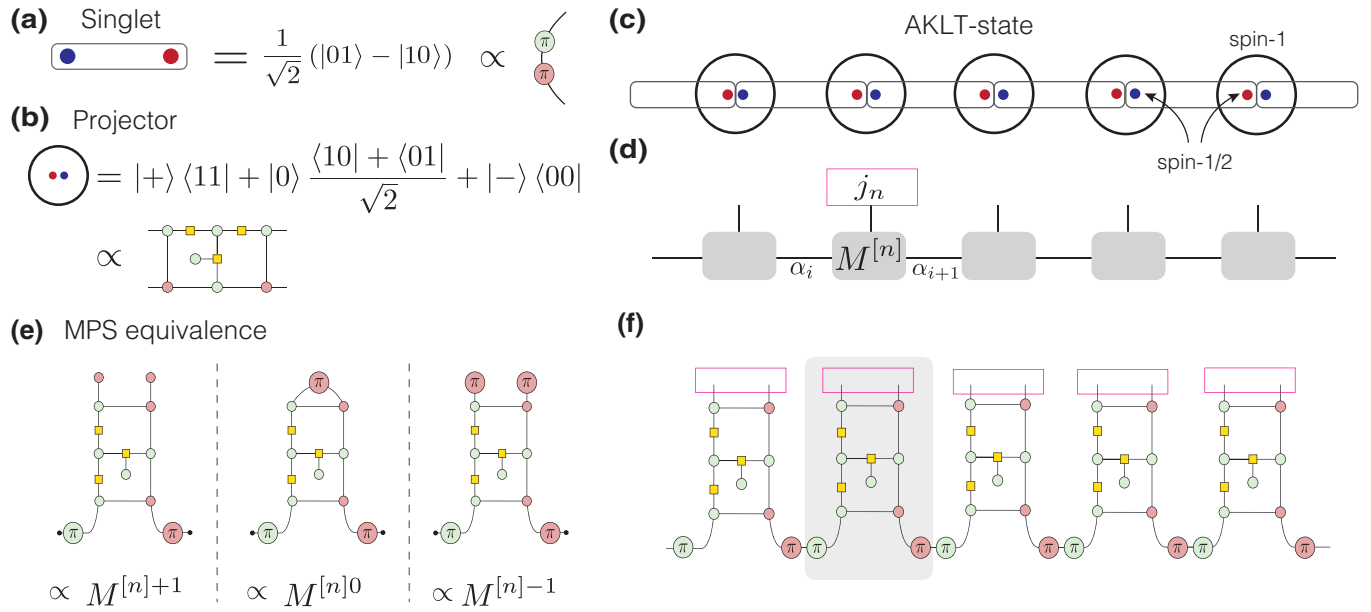 (a) Singlet
= 1/√2 (|01⟩ − |10⟩) ∝
π
π
(b) Projector
= |+⟩ ⟨11| + |0⟩ (⟨10| + ⟨01|)/√2 + |−⟩ ⟨00|
∝
(c) AKLT-state
spin-1
spin-1/2
(d)
j_n
M^{[n]}
α_i α_{i+1}
(e) MPS equivalence
π π π
π π π π π π
∝ M^{[n]+1} ∝ M^{[n]0} ∝ M^{[n]−1}
(f)
π π π π π π π π π π